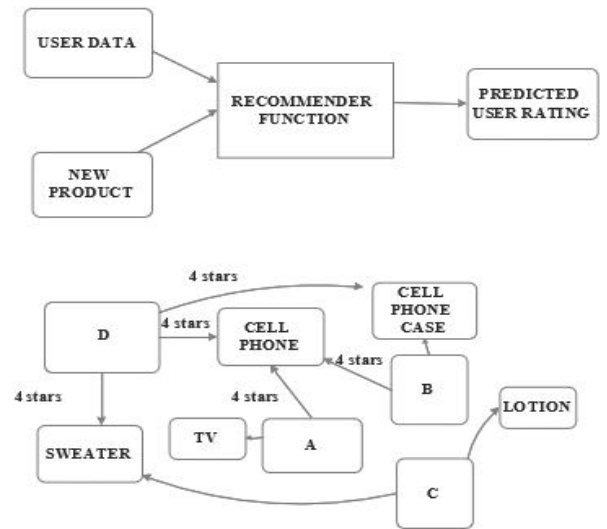 USER DATA
RECOMMENDER
FUNCTION
PREDICTED
USER RATING
NEW
PRODUCT
4 stars
CELL
PHONE
CASE
D
4 stars
CELL
PHONE
4 stars
B
4 stars
4 stars
LOTION
TV
A
SWEATER
C